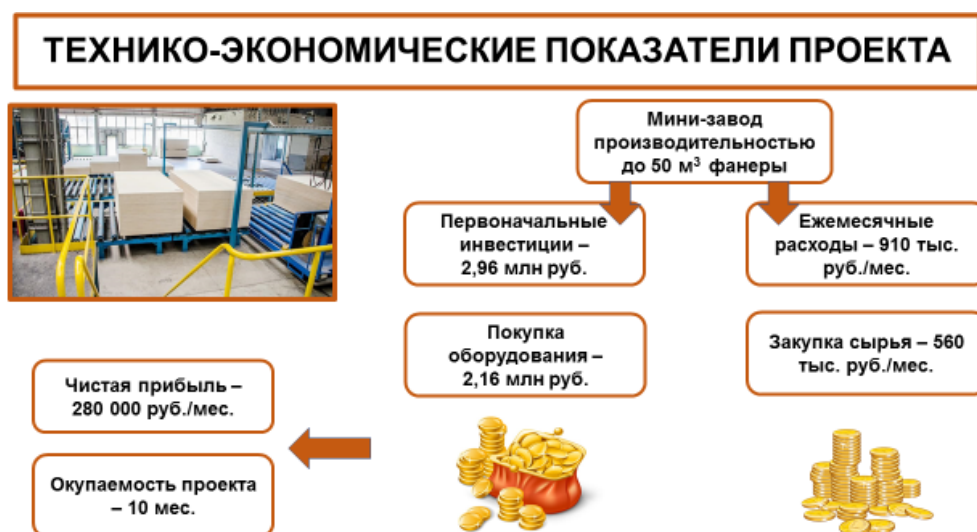 ТЕХНИКО-ЭКОНОМИЧЕСКИЕ ПОКАЗАТЕЛИ ПРОЕКТА
Мини-завод
производительностью
до 50 м³ фанеры
Первоначальные
инвестиции –
2,96 млн руб.
Ежемесячные
расходы – 910 тыс.
руб./мес.
Покупка
оборудования –
2,16 млн руб.
Закупка сырья – 560
тыс. руб./мес.
Чистая прибыль –
280 000 руб./мес.
Окупаемость проекта
– 10 мес.